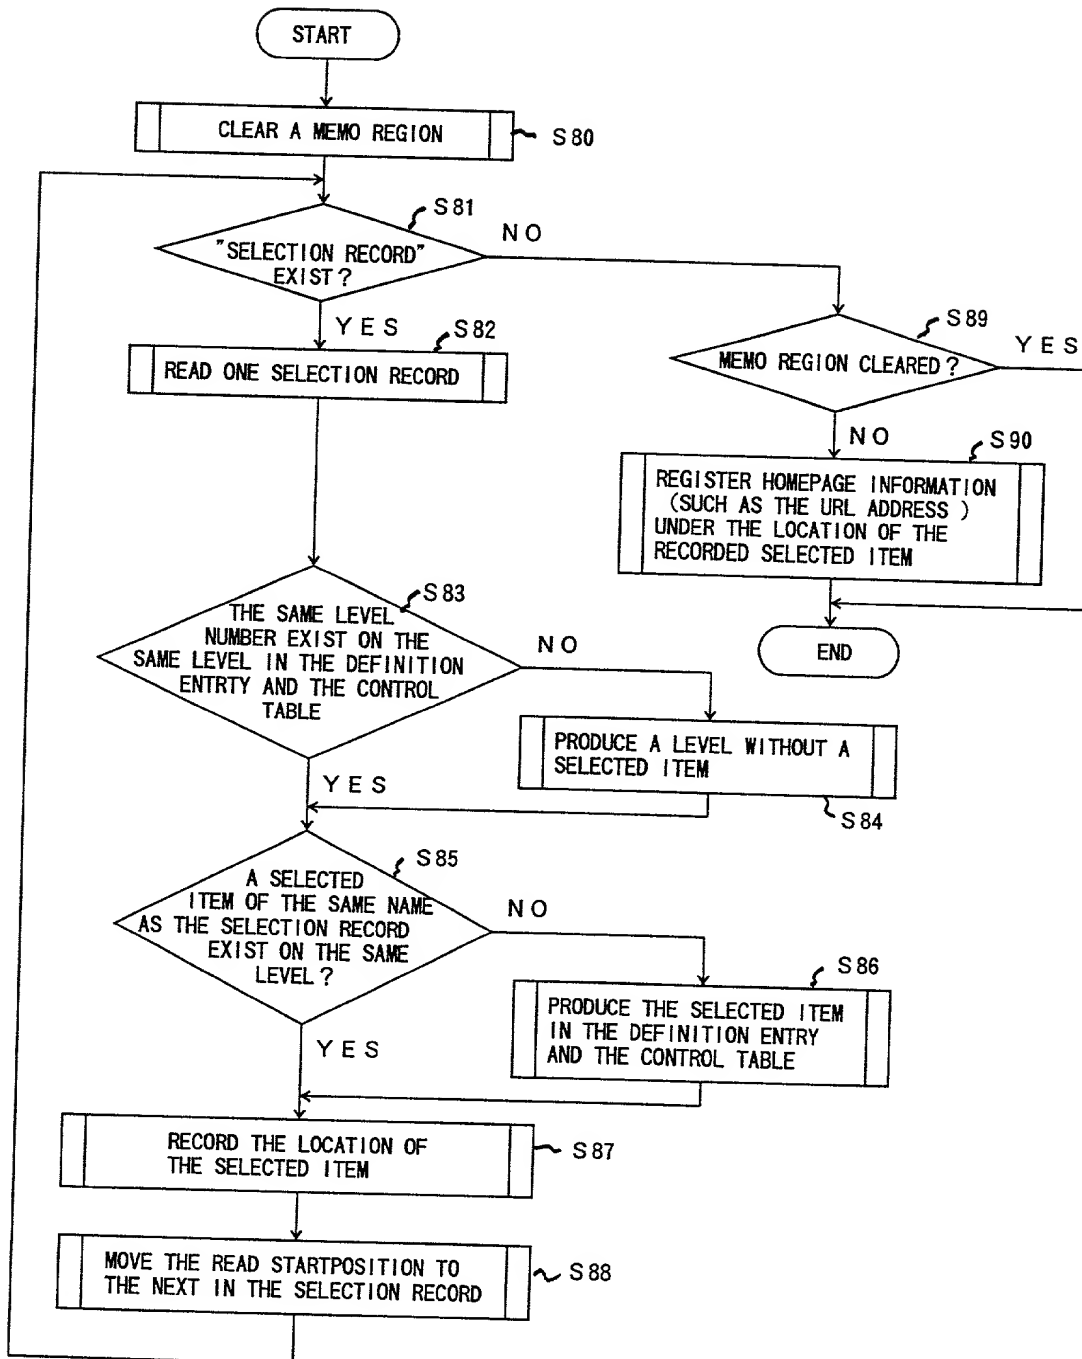 START
CLEAR A MEMO REGION
S80
S81
"SELECTION RECORD"
EXIST?
NO
YES
S82
READ ONE SELECTION RECORD
S89
MEMO REGION CLEARED?
YES
NO
S90
REGISTER HOMEPAGE INFORMATION
(SUCH AS THE URL ADDRESS )
UNDER THE LOCATION OF THE
RECORDED SELECTED ITEM
END
S83
THE SAME LEVEL
NUMBER EXIST ON THE
SAME LEVEL IN THE DEFINITION
ENTRTY AND THE CONTROL
TABLE
NO
PRODUCE A LEVEL WITHOUT A
SELECTED ITEM
S84
YES
S85
A SELECTED
ITEM OF THE SAME NAME
AS THE SELECTION RECORD
EXIST ON THE SAME
LEVEL?
NO
S86
PRODUCE THE SELECTED ITEM
IN THE DEFINITION ENTRY
AND THE CONTROL TABLE
YES
RECORD THE LOCATION OF
THE SELECTED ITEM
S87
MOVE THE READ STARTPOSITION TO
THE NEXT IN THE SELECTION RECORD
S88